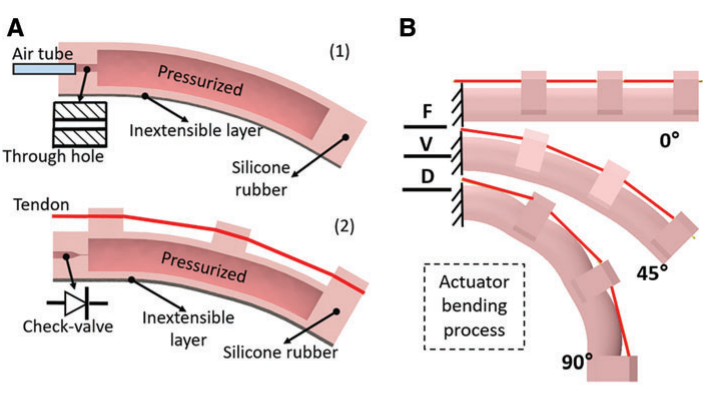 A
Air tube
(1)
Pressurized
Inextensible layer
Through hole
Silicone
rubber
Tendon
(2)
Pressurized
Check-valve
Inextensible
layer
Silicone rubber
B
F
V
D
0°
45°
90°
Actuator
bending
process